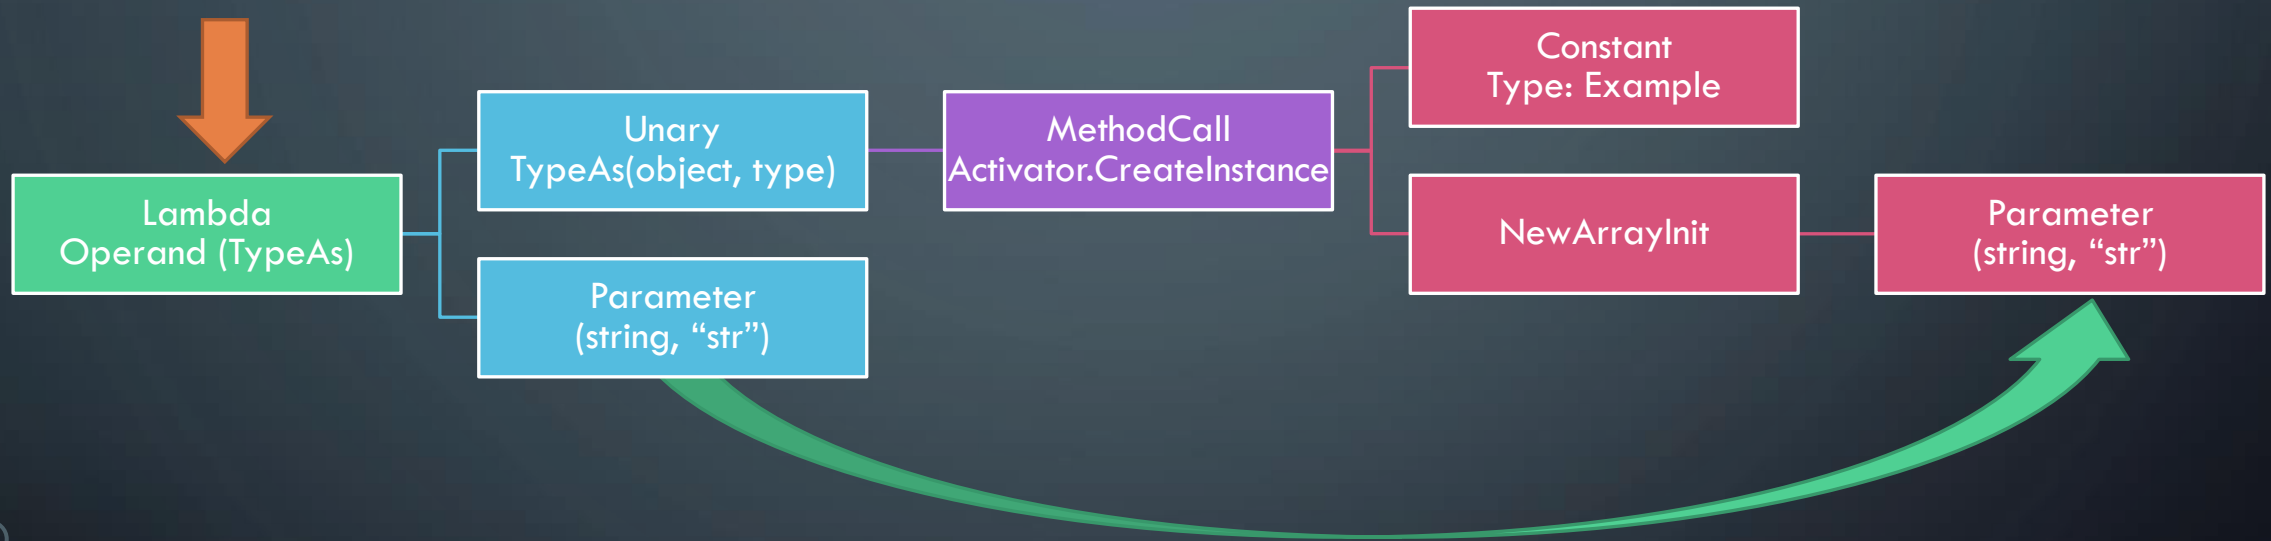 Lambda
Operand (TypeAs)
Unary
TypeAs(object, type)
Parameter
(string, “str”)
MethodCall
Activator.CreateInstance
Constant
Type: Example
NewArrayInit
Parameter
(string, “str”)